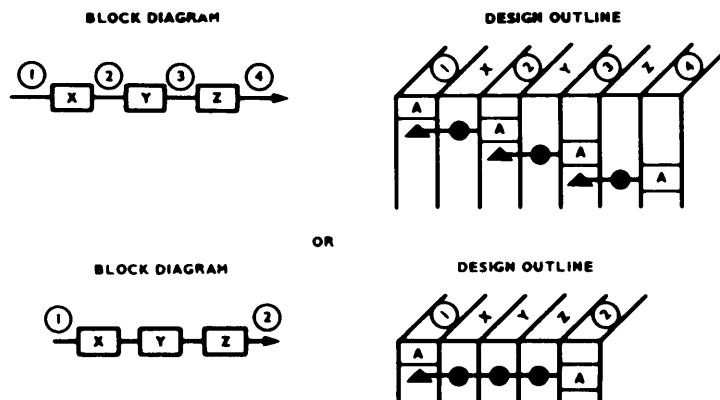 BLOCK DIAGRAM
1 2 3 4
X Y Z
DESIGN OUTLINE
1 X 2 Y 3 Z 4
A
A
A
A
OR
BLOCK DIAGRAM
1 2
X Y Z
DESIGN OUTLINE
1 X Y Z 2
A
A